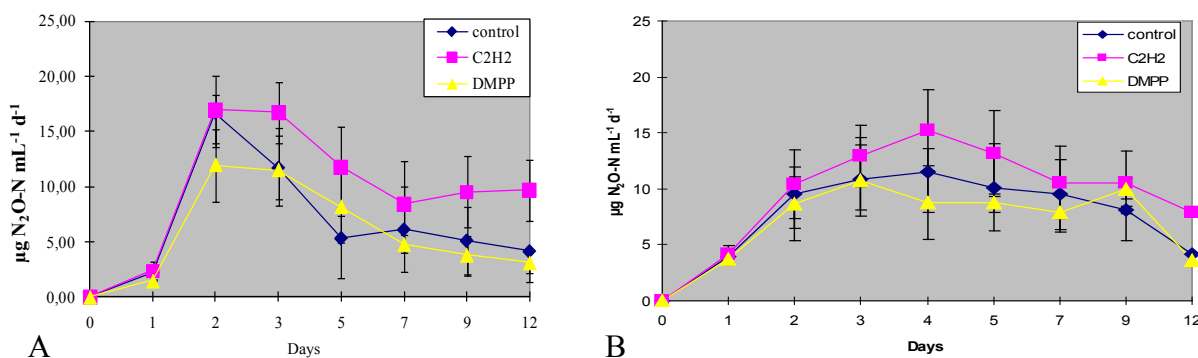 25,00
20,00
15,00
10,00
5,00
0,00
µg N₂O-N mL⁻¹ d⁻¹
control
C2H2
DMPP
0 1 2 3 5 7 9 12
Days
A
25
20
15
10
5
0
µg N₂O-N mL⁻¹ d⁻¹
control
C2H2
DMPP
0 1 2 3 4 5 7 9 12
Days
B